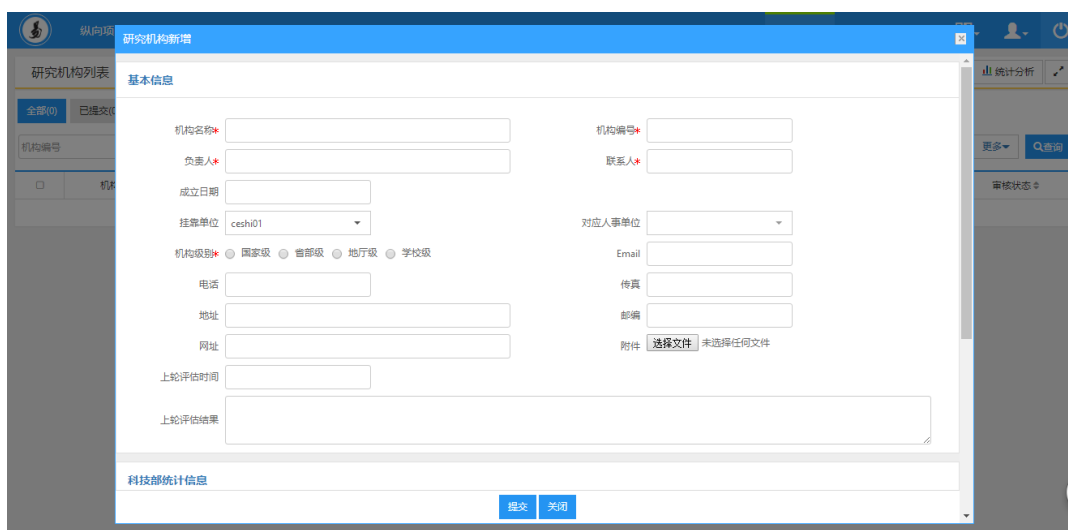 纵向项
研究机构新增
研究机构列表
统计分析
基本信息
全部(0) 已提交(0
机构名称* 机构编号*
机构编号
更多 查询
负责人* 联系人*
机构
审核状态
成立日期
挂靠单位 ceshi01 对应人事单位
机构级别* 国家级 省部级 地厅级 学校级 Email
电话 传真
地址 邮编
网址 附件 选择文件 未选择任何文件
上轮评估时间
上轮评估结果
科技部统计信息
提交 关闭